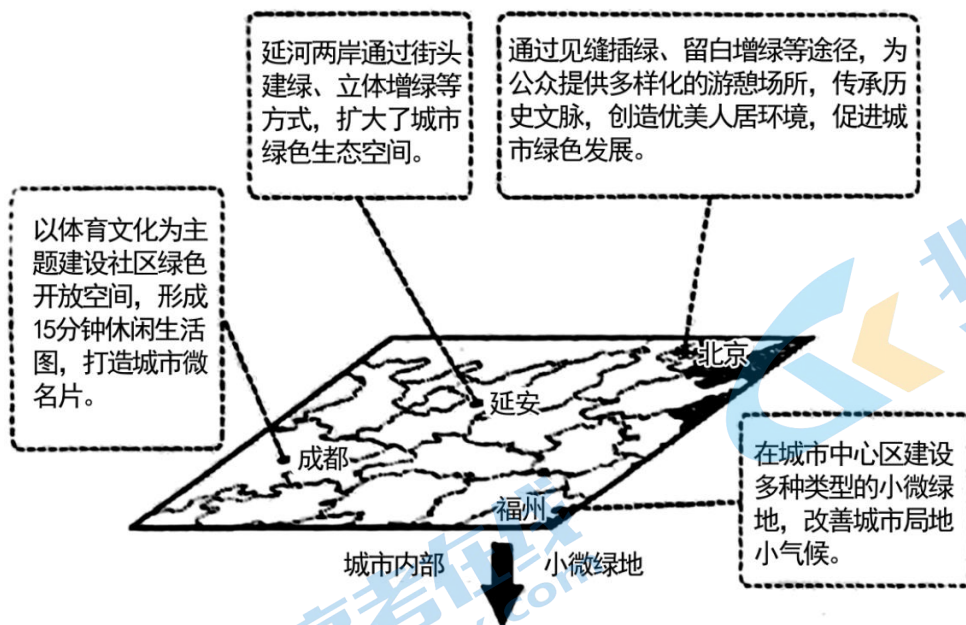 延河两岸通过街头
建绿、立体增绿等
方式，扩大了城市
绿色生态空间。
通过见缝插绿、留白增绿等途径，为
公众提供多样化的游憩场所，传承历
史文脉，创造优美人居环境，促进城
市绿色发展。
以体育文化为主
题建设社区绿色
开放空间，形成
15分钟休闲生活
图，打造城市微
名片。
北京
延安
成都
福州
在城市中心区建设
多种类型的小微绿
地，改善城市局地
小气候。
城市内部 小微绿地